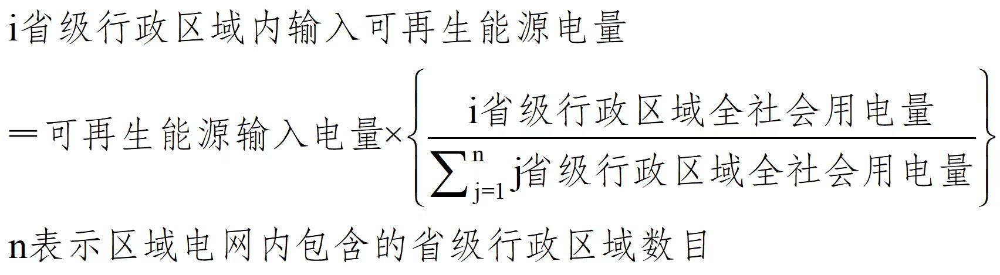 i省级行政区域内输入可再生能源电量
=可再生能源输入电量×{i省级行政区域全社会用电量/∑ⁿⱼ₌₁ j省级行政区域全社会用电量}
n表示区域电网内包含的省级行政区域数目